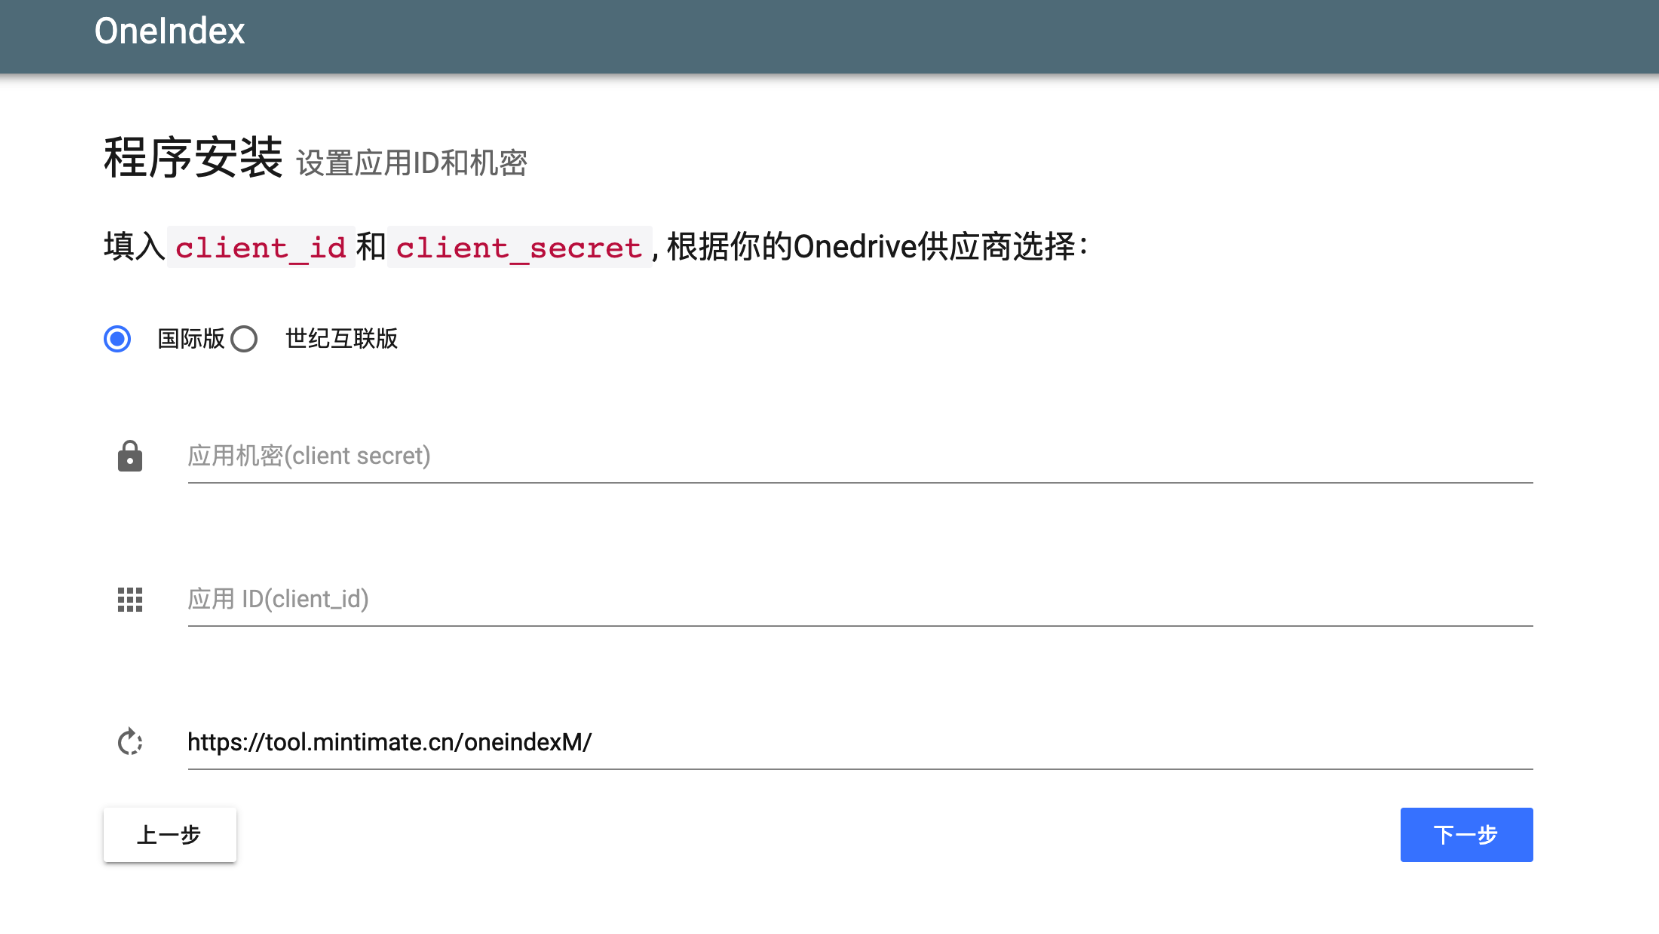 OneIndex
程序安装 设置应用ID和机密
填入 client_id 和 client_secret , 根据你的Onedrive供应商选择：
国际版 世纪互联版
应用机密(client secret)
应用 ID(client_id)
https://tool.mintimate.cn/oneindexM/
上一步 下一步